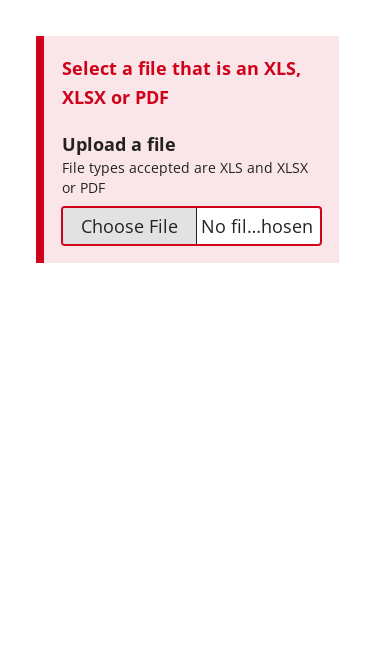 Select a file that is an XLS,
XLSX or PDF
Upload a file
File types accepted are XLS and XLSX
or PDF
Choose File No fil...hosen